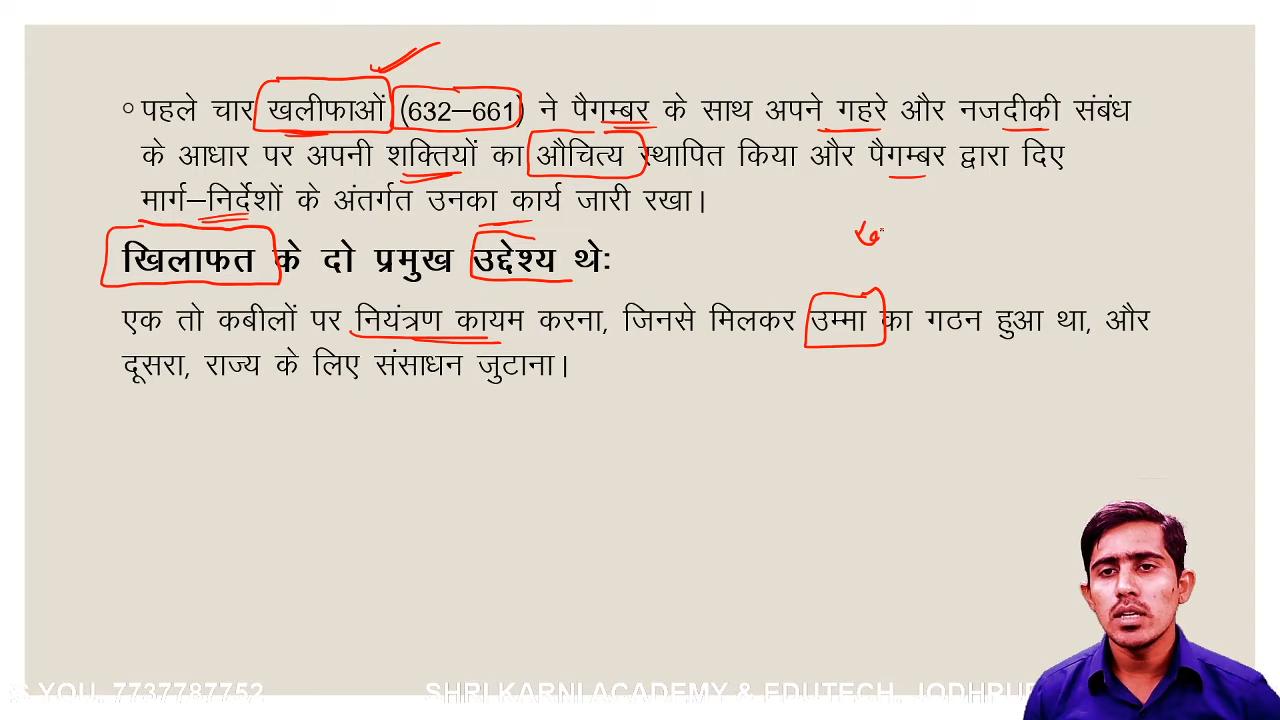 पहले चार खलीफाओं (632–661) ने पैगम्बर के साथ अपने गहरे और नजदीकी संबंध
के आधार पर अपनी शक्तियों का औचित्य स्थापित किया और पैगम्बर द्वारा दिए
मार्ग–निर्देशों के अंतर्गत उनका कार्य जारी रखा।
खिलाफत के दो प्रमुख उद्देश्य थे:
एक तो कबीलों पर नियंत्रण कायम करना, जिनसे मिलकर उम्मा का गठन हुआ था, और
दूसरा, राज्य के लिए संसाधन जुटाना।
YOU, 7737787752 SHRI KARNI ACADEMY & EDUTECH, JODHPUR